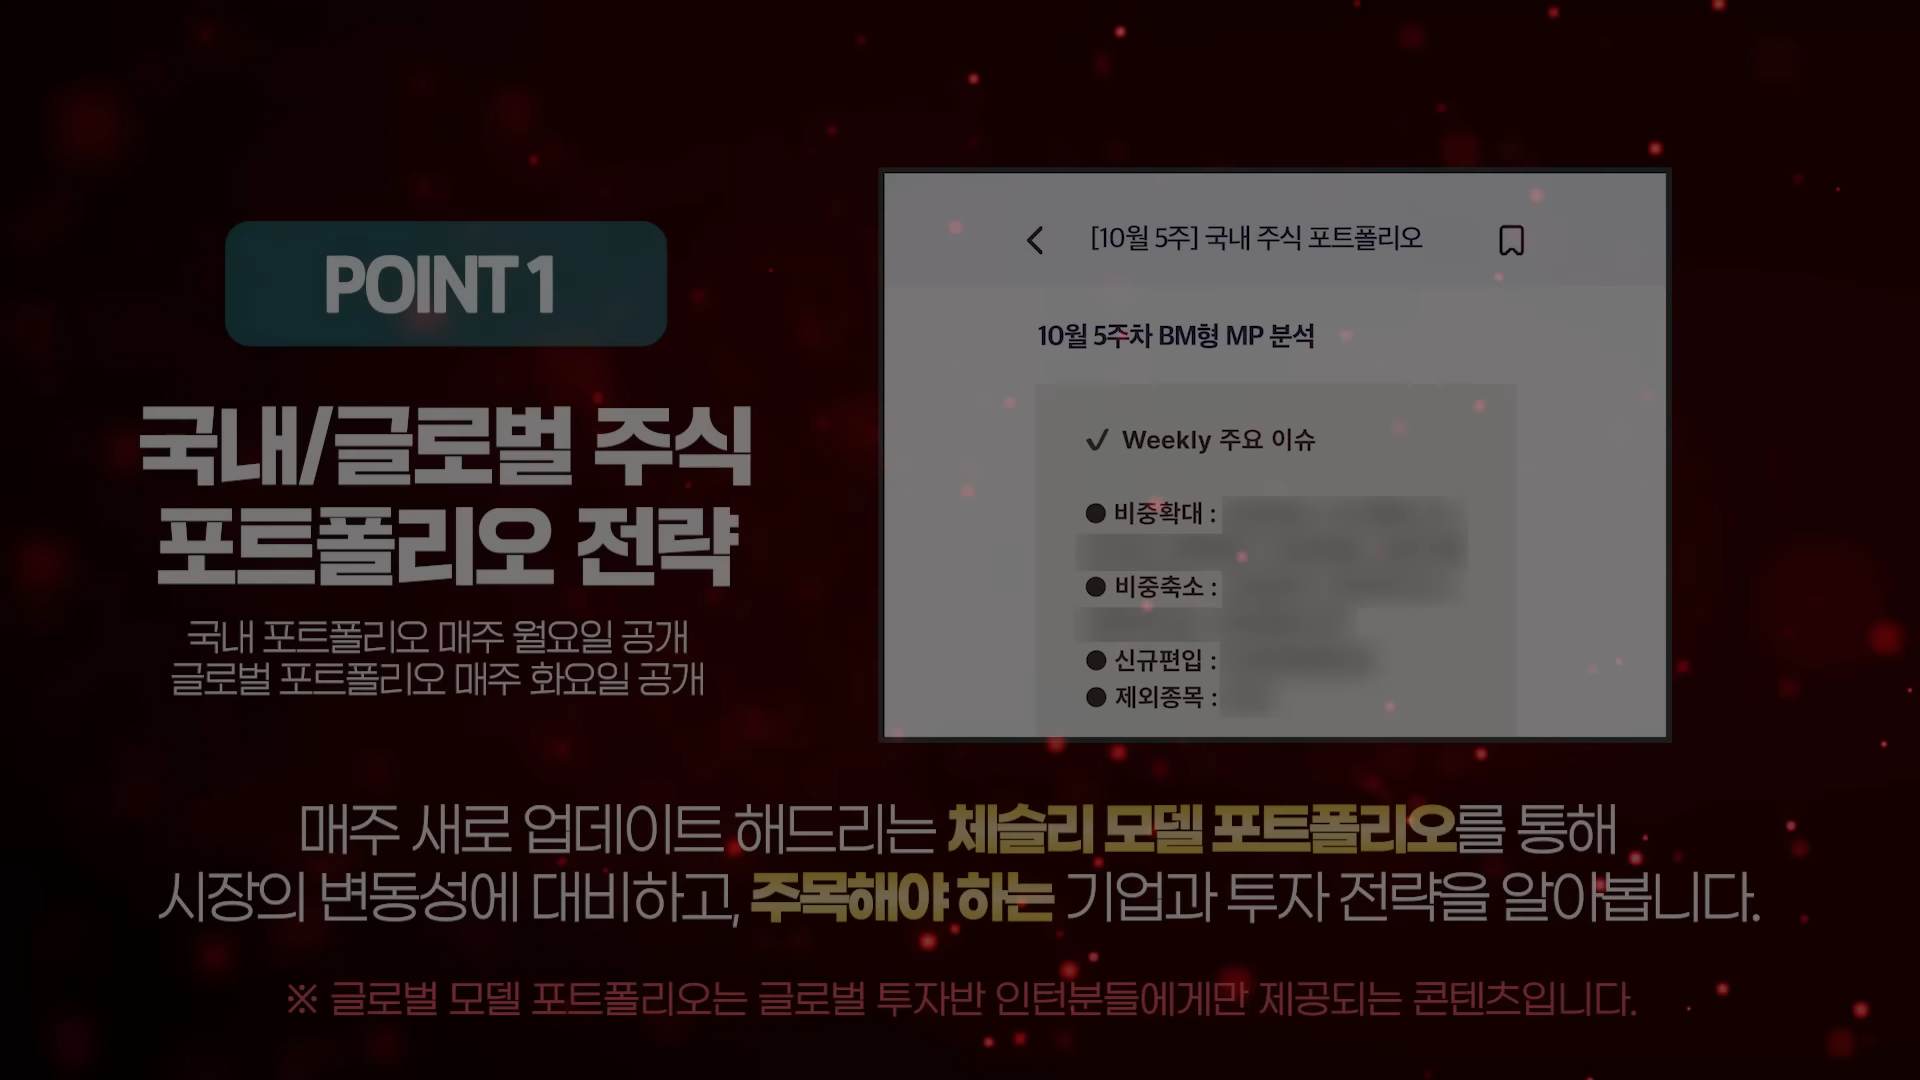 POINT 1
국내/글로벌 주식
포트폴리오 전략
국내 포트폴리오 매주 월요일 공개
글로벌 포트폴리오 매주 화요일 공개
[10월 5주] 국내 주식 포트폴리오
10월 5주차 BM형 MP 분석
✓ Weekly 주요 이슈
● 비중확대 :
● 비중축소 :
● 신규편입 :
● 제외종목 :
매주 새로 업데이트 해드리는 체슬리 모델 포트폴리오를 통해
시장의 변동성에 대비하고, 주목해야 하는 기업과 투자 전략을 알아봅니다.
※ 글로벌 모델 포트폴리오는 글로벌 투자반 인턴분들에게만 제공되는 콘텐츠입니다.